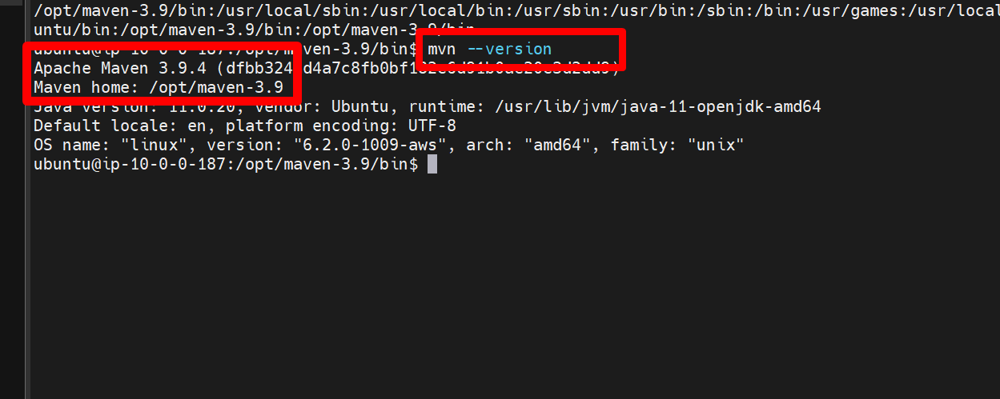 /opt/maven-3.9/bin:/usr/local/sbin:/usr/local/bin:/usr/sbin:/usr/bin:/sbin:/bin:/usr/games:/usr/local
untu/bin:/opt/maven-3.9/bin:/opt/maven-3.9/bin
ubuntu@ip-10-0-0-187:/opt/maven-3.9/bin$ mvn --version
Apache Maven 3.9.4
Maven home: /opt/maven-3.9
Java version: 11.0.20, vendor: Ubuntu, runtime: /usr/lib/jvm/java-11-openjdk-amd64
Default locale: en, platform encoding: UTF-8
OS name: "linux", version: "6.2.0-1009-aws", arch: "amd64", family: "unix"
ubuntu@ip-10-0-0-187:/opt/maven-3.9/bin$